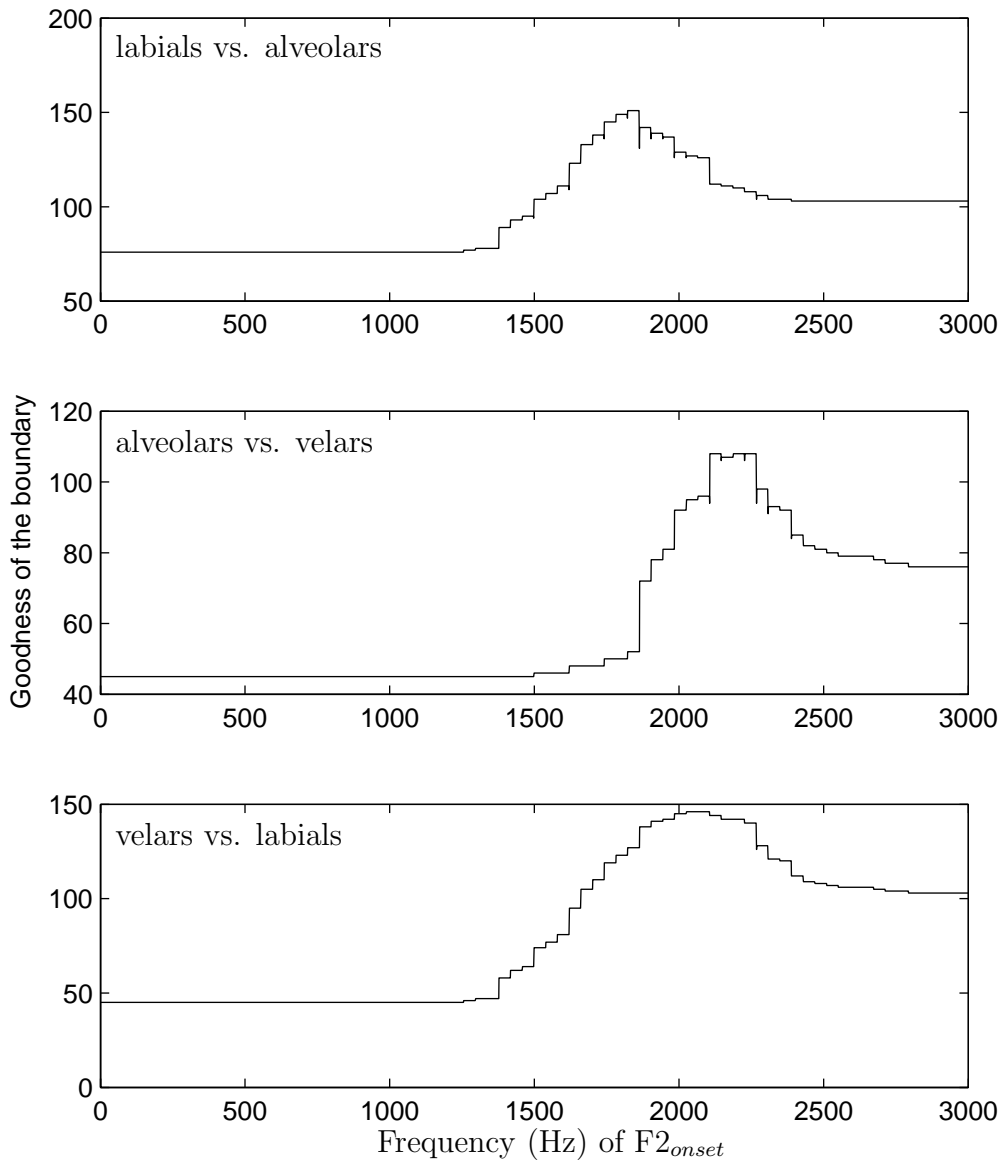 200
labials vs. alveolars
150
100
50
0 500 1000 1500 2000 2500 3000
Goodness of the boundary
120
alveolars vs. velars
100
80
60
40
0 500 1000 1500 2000 2500 3000
150
velars vs. labials
100
50
0
0 500 1000 1500 2000 2500 3000
Frequency (Hz) of F2onset